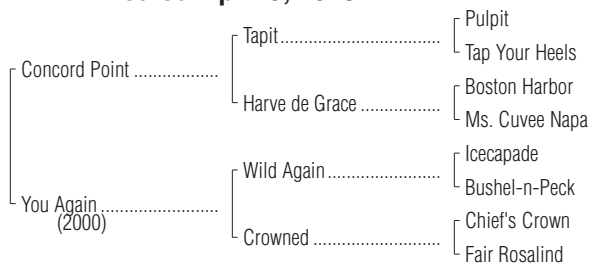 Pulpit
Tapit
Tap Your Heels
Concord Point
Boston Harbor
Harve de Grace
Ms. Cuvee Napa
Icecapade
Wild Again
Bushel-n-Peck
You Again
(2000)
Chief's Crown
Crowned
Fair Rosalind